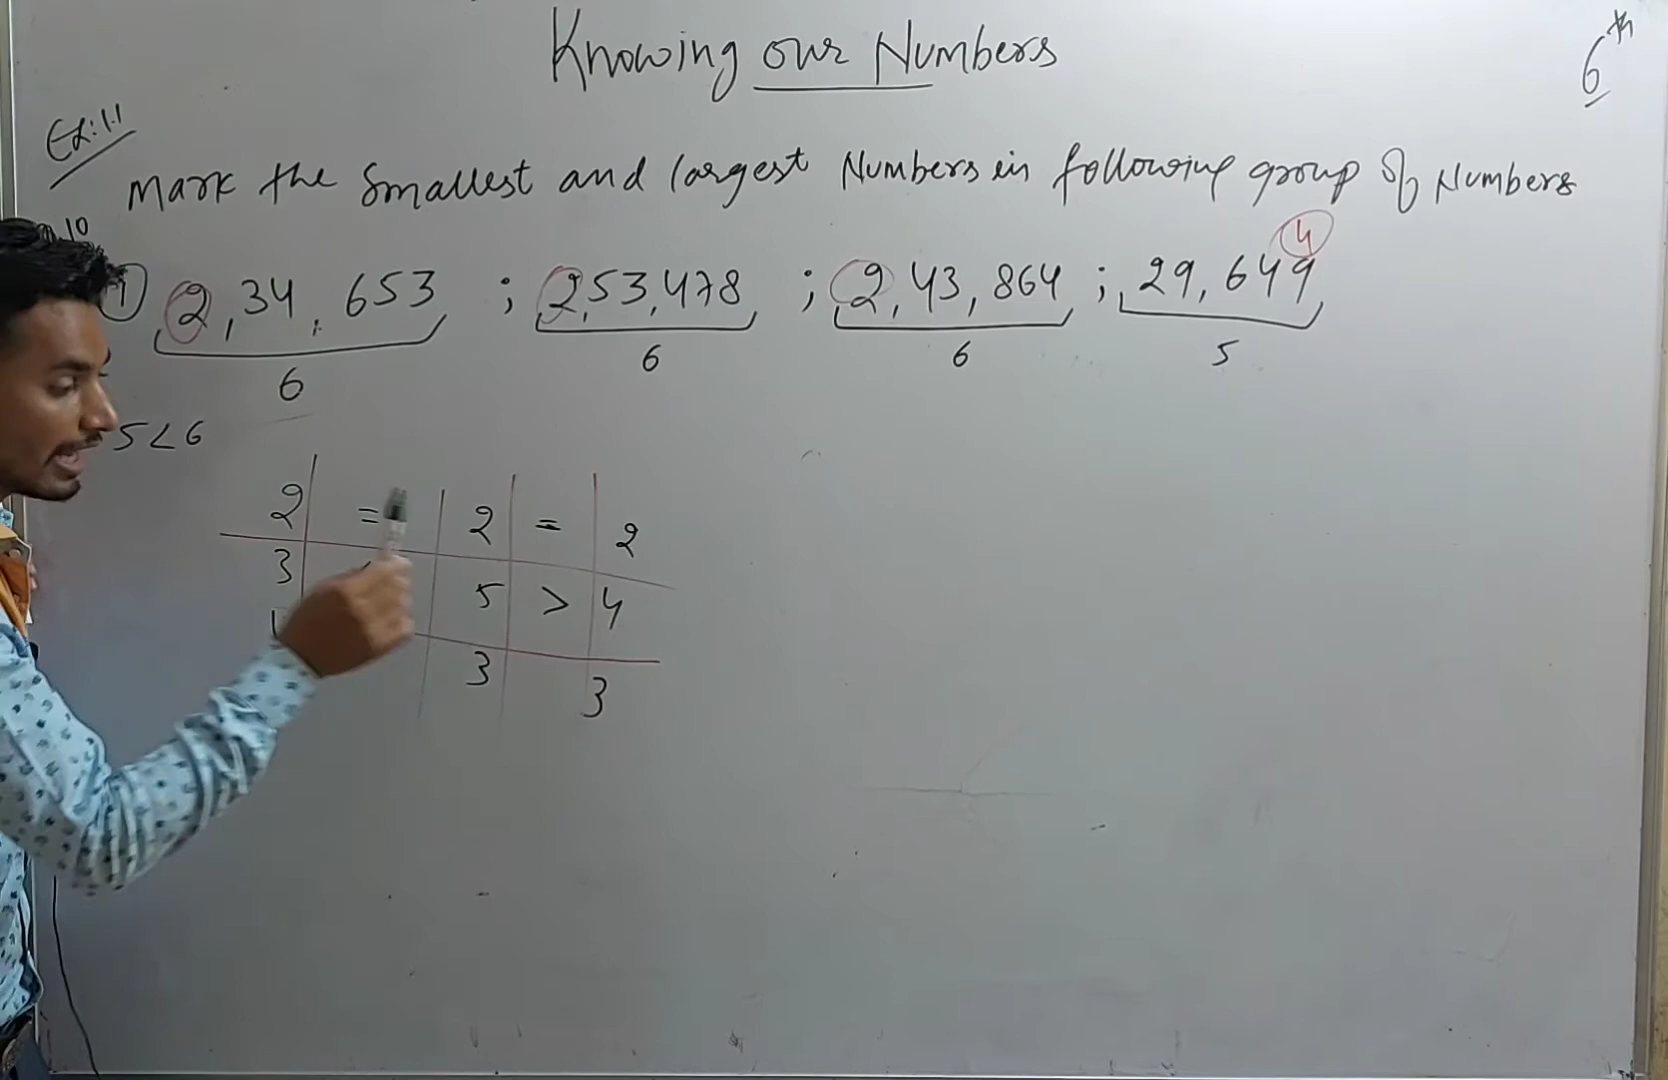 Knowing our Numbers
6th
Ex:1.1
Mark the Smallest and largest Numbers in following group of Numbers
10
4
1 2,34,653 ; 2,53,478 ; 2,43,864 ; 29,649
6 6 6 5
5<6
2 = 2 = 2
3 < 5 > 4
3 3